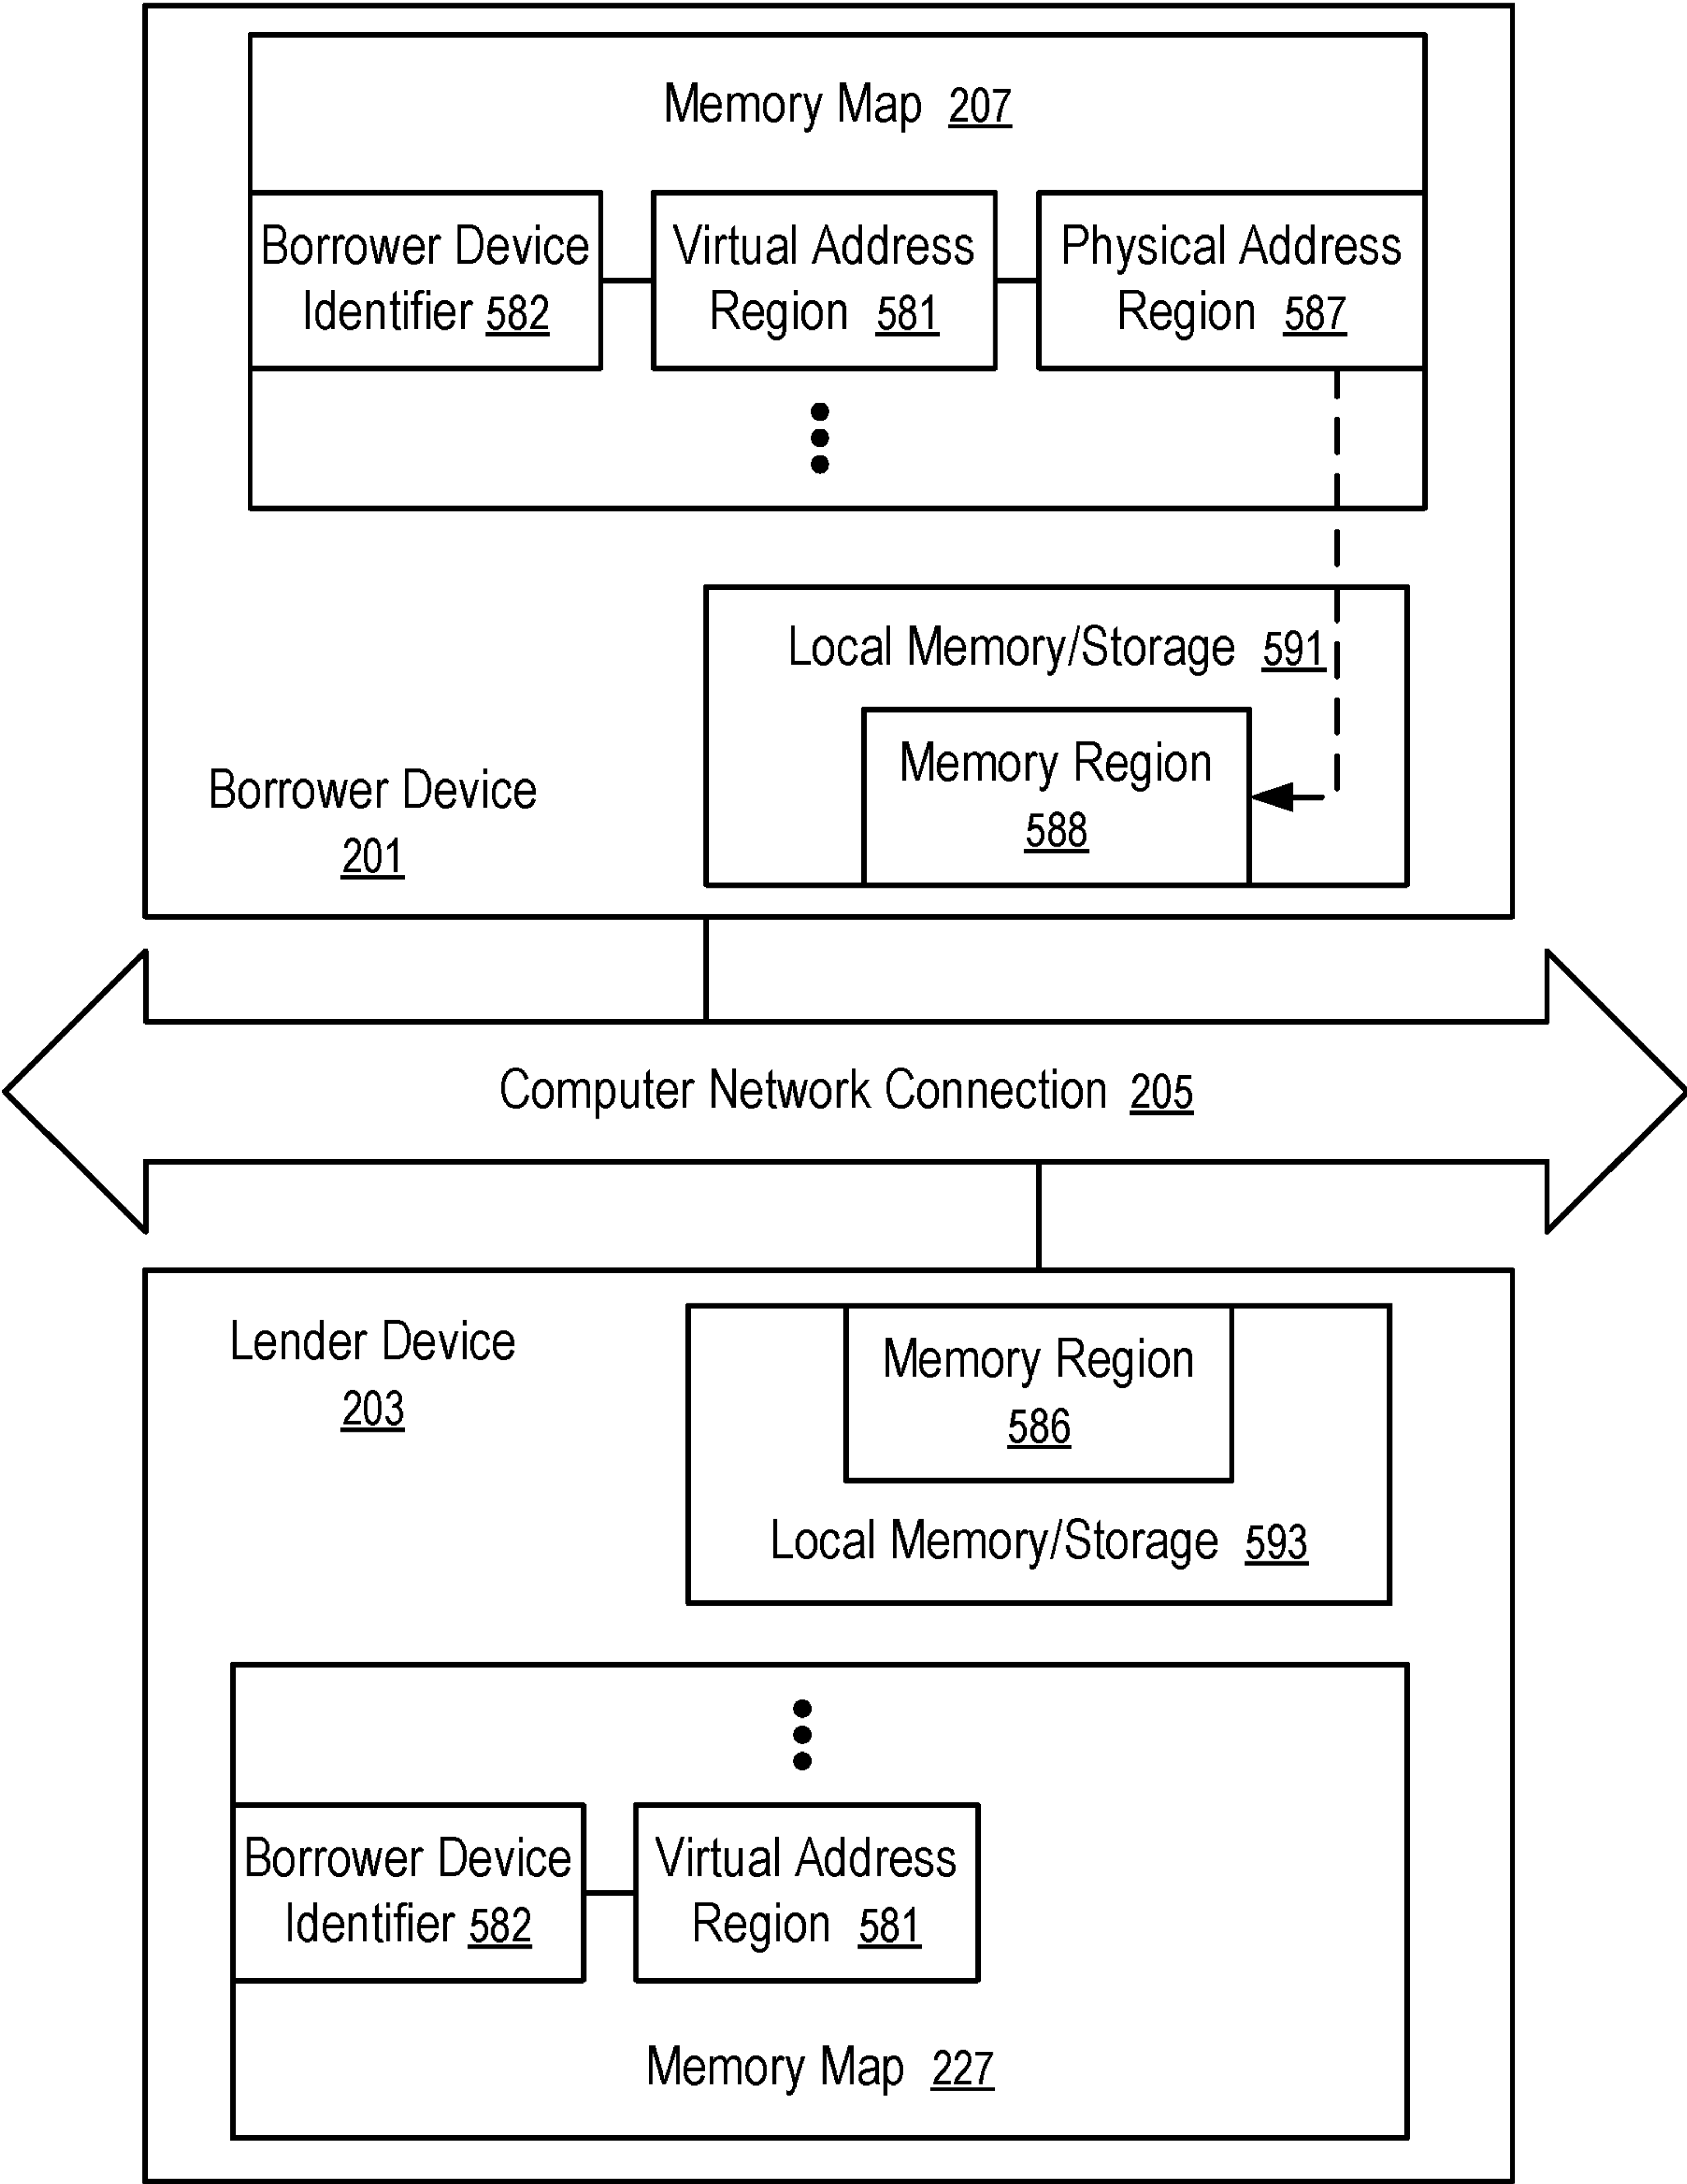 Memory Map 207
Borrower Device
Identifier 582
Virtual Address
Region 581
Physical Address
Region 587
Local Memory/Storage 591
Memory Region
588
Borrower Device
201
Computer Network Connection 205
Lender Device
203
Memory Region
586
Local Memory/Storage 593
Borrower Device
Identifier 582
Virtual Address
Region 581
Memory Map 227